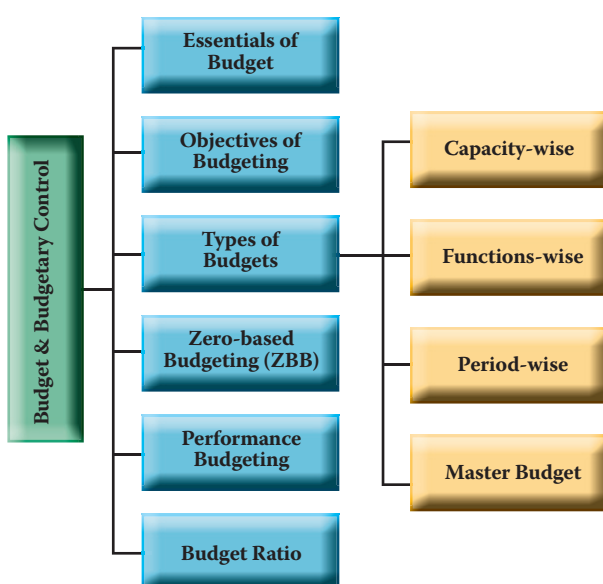 Budget & Budgetary Control
Essentials of
Budget
Objectives of
Budgeting
Types of
Budgets
Zero-based
Budgeting (ZBB)
Performance
Budgeting
Budget Ratio
Capacity-wise
Functions-wise
Period-wise
Master Budget